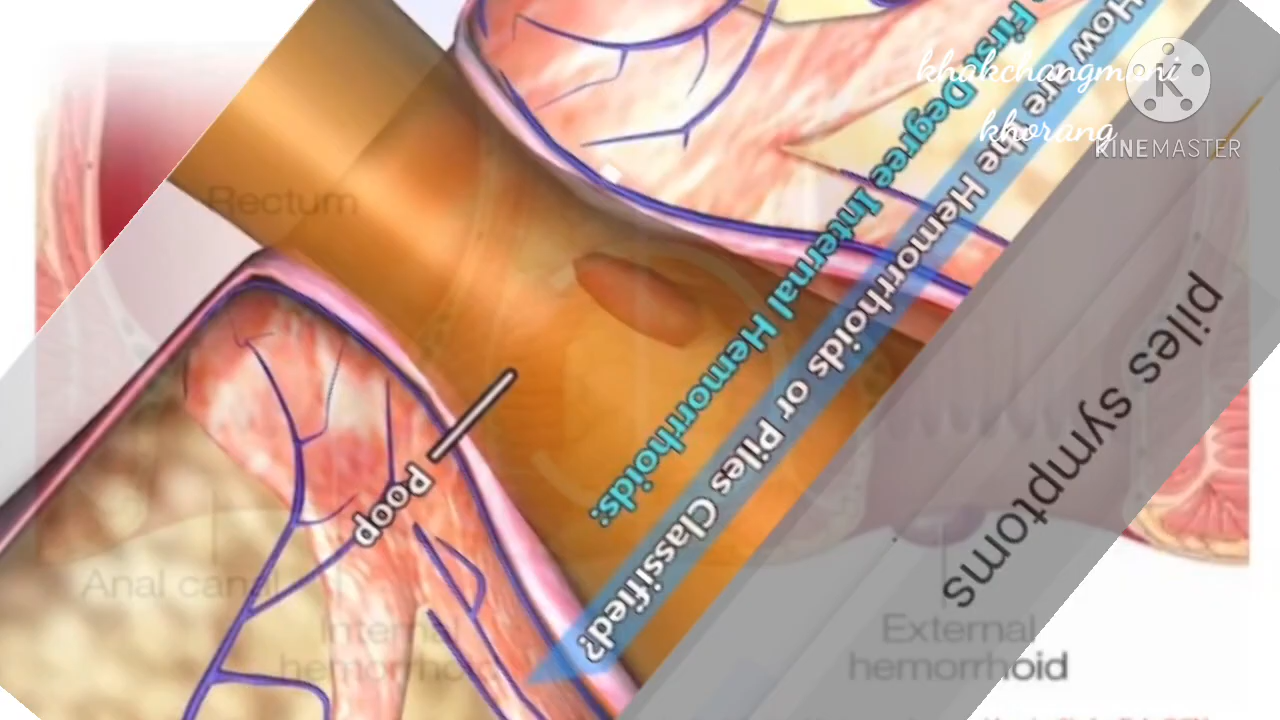 khakchangmani
khorang
K
KINEMASTER
How are the Hemorrhoids or Piles Classified?
First Degree Internal Hemorrhoids:
piles symptoms
Poop
Rectum
Anal canal
Internal
hemorrhoid
External
hemorrhoid